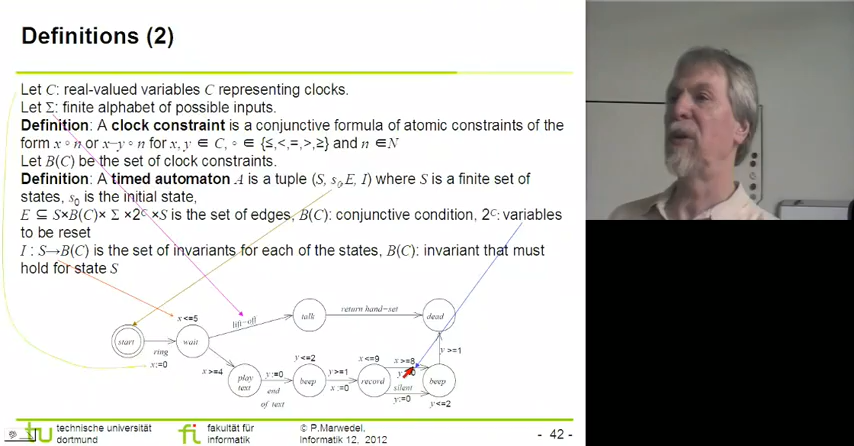 Definitions (2)
Let C: real-valued variables C representing clocks.
Let Σ: finite alphabet of possible inputs.
Definition: A clock constraint is a conjunctive formula of atomic constraints of the
form x ∘ n or x−y ∘ n for x, y ∈ C, ∘ ∈ {≤,<,=,>,≥} and n ∈N
Let B(C) be the set of clock constraints.
Definition: A timed automaton A is a tuple (S, s₀,E, I) where S is a finite set of
states, s₀ is the initial state,
E ⊆ S×B(C)× Σ ×2ᶜ ×S is the set of edges, B(C): conjunctive condition, 2ᶜ: variables
to be reset
I : S→B(C) is the set of invariants for each of the states, B(C): invariant that must
hold for state S
start
ring
x:=0
x<=5
wait
lift-off
talk
return hand-set
dead
x>=4
play
text
y:=0
end
of text
y<=2
beep
y>=1
x:=0
x<=9
record
x>=8
silent
y:=0
beep
y<=2
y>=1
tu
technische universität
dortmund
fi
fakultät für
informatik
© P.Marwedel,
Informatik 12, 2012
- 42 -